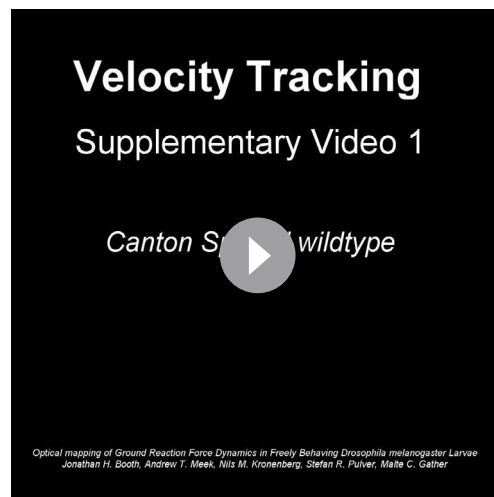 Velocity Tracking
Supplementary Video 1
Canton wildtype
Optical mapping of Ground Reaction Force Dynamics in Freely Behaving Drosophila melanogaster Larvae
Jonathan H. Booth, Andrew T. Meek, Nils M. Kronenberg, Stefan R. Pulver, Malte C. Gather